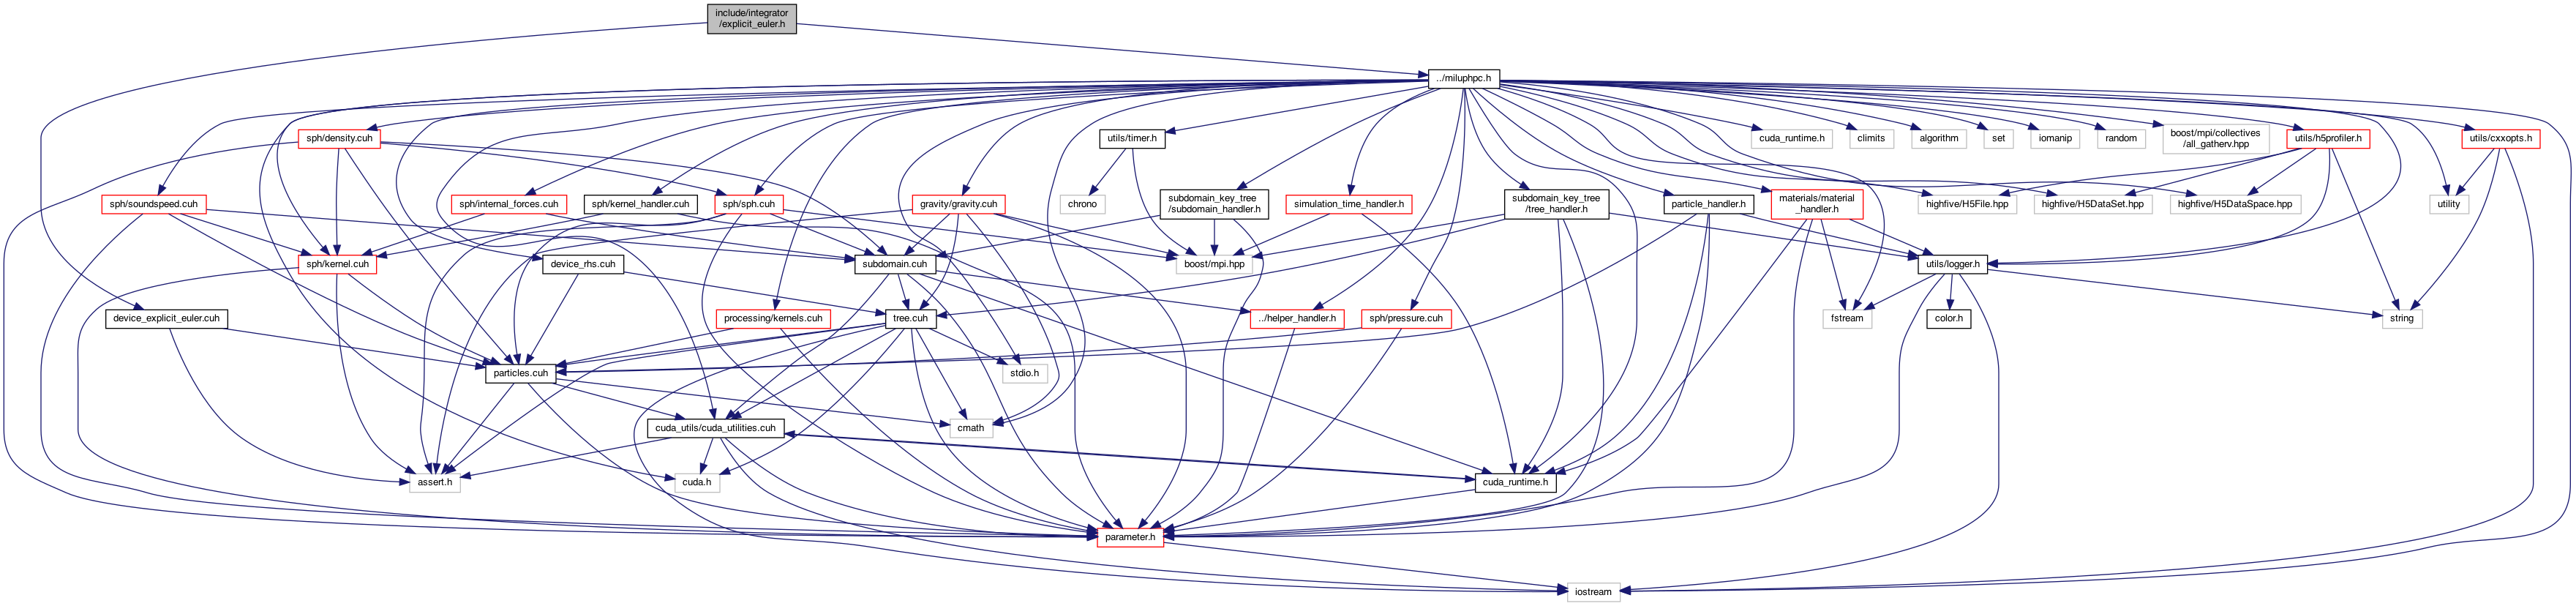 include/integrator
/explicit_euler.h
../miluphpc.h
sph/density.cuh
utils/timer.h
cuda_runtime.h
climits
algorithm
set
iomanip
random
boost/mpi/collectives
/all_gatherv.hpp
utils/h5profiler.h
utils/cxxopts.h
sph/soundspeed.cuh
sph/internal_forces.cuh
sph/kernel_handler.cuh
sph/sph.cuh
gravity/gravity.cuh
chrono
subdomain_key_tree
/subdomain_handler.h
simulation_time_handler.h
subdomain_key_tree
/tree_handler.h
particle_handler.h
materials/material
_handler.h
highfive/H5File.hpp
highfive/H5DataSet.hpp
highfive/H5DataSpace.hpp
utility
sph/kernel.cuh
device_rhs.cuh
subdomain.cuh
boost/mpi.hpp
utils/logger.h
device_explicit_euler.cuh
processing/kernels.cuh
tree.cuh
../helper_handler.h
sph/pressure.cuh
fstream
color.h
string
particles.cuh
stdio.h
cuda_utils/cuda_utilities.cuh
cmath
assert.h
cuda.h
cuda_runtime.h
parameter.h
iostream